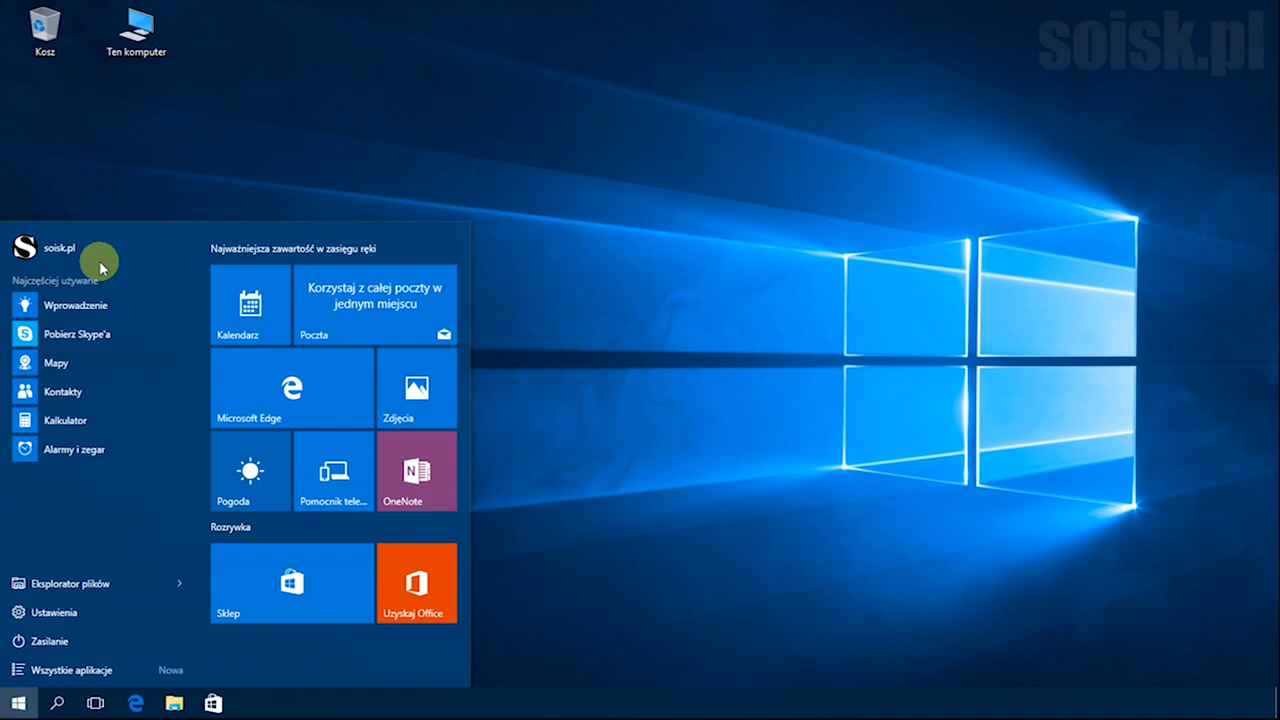 soisk.pl
Kosz
Ten komputer
soisk.pl
Najczęściej używane
Wprowadzenie
Pobierz Skype'a
Mapy
Kontakty
Kalkulator
Alarmy i zegar
Eksplorator plików
Ustawienia
Zasilanie
Wszystkie aplikacje
Nowa
Najważniejsza zawartość w zasięgu ręki
Kalendarz
Korzystaj z całej poczty w
jednym miejscu
Poczta
Microsoft Edge
Zdjęcia
Pogoda
Pomocnik tele...
OneNote
Rozrywka
Sklep
Uzyskaj Office